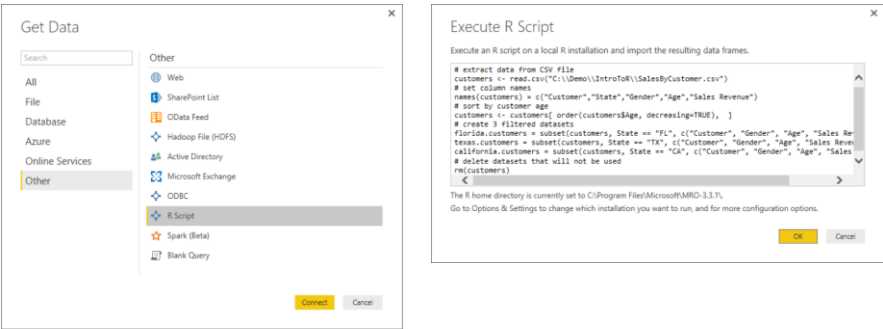 Get Data
Search
All
File
Database
Azure
Online Services
Other
Other
Web
SharePoint List
OData Feed
Hadoop File (HDFS)
Active Directory
Microsoft Exchange
ODBC
R Script
Spark (Beta)
Blank Query
Connect
Cancel
Execute R Script
Execute an R script on a local R installation and import the resulting data frames.
# extract data from CSV file
customers <- read.csv("C:\\Demo\\IntroToR\\SalesByCustomer.csv")
# set column names
names(customers) = c("Customer","State","Gender","Age","Sales Revenue")
# sort by customer age
customers <- customers[ order(customers$Age, decreasing=TRUE),  ]
# create 3 filtered datasets
florida.customers = subset(customers, State == "FL", c("Customer", "Gender", "Age", "Sales Rev
texas.customers = subset(customers, State == "TX", c("Customer", "Gender", "Age", "Sales Reven
california.customers = subset(customers, State == "CA", c("Customer", "Gender", "Age", "Sales
# delete datasets that will not be used
rm(customers)
The R home directory is currently set to C:\Program Files\Microsoft\MRO-3.3.1\.
Go to Options & Settings to change which installation you want to run, and for more configuration options.
OK
Cancel